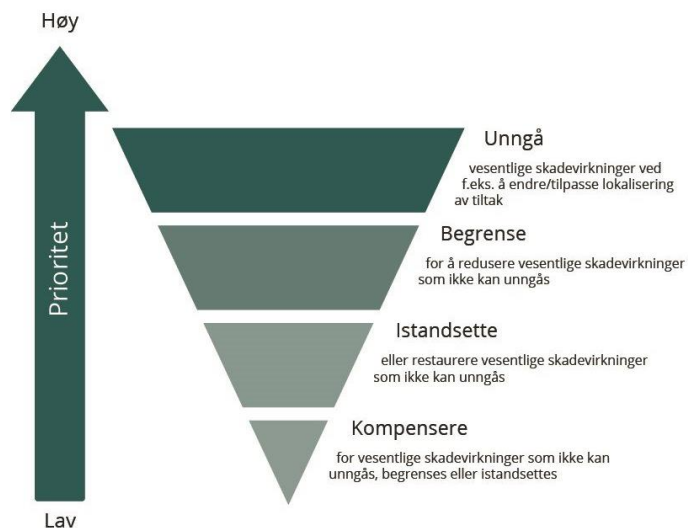 Høy
Prioritet
Unngå
vesentlige skadevirkninger ved
f.eks. å endre/tilpasse lokalisering
av tiltak
Begrense
for å redusere vesentlige skadevirkninger
som ikke kan unngås
Istandsette
eller restaurere vesentlige skadevirkninger
som ikke kan unngås
Kompensere
for vesentlige skadevirkninger som ikke kan
unngås, begrenses eller istandsettes
Lav